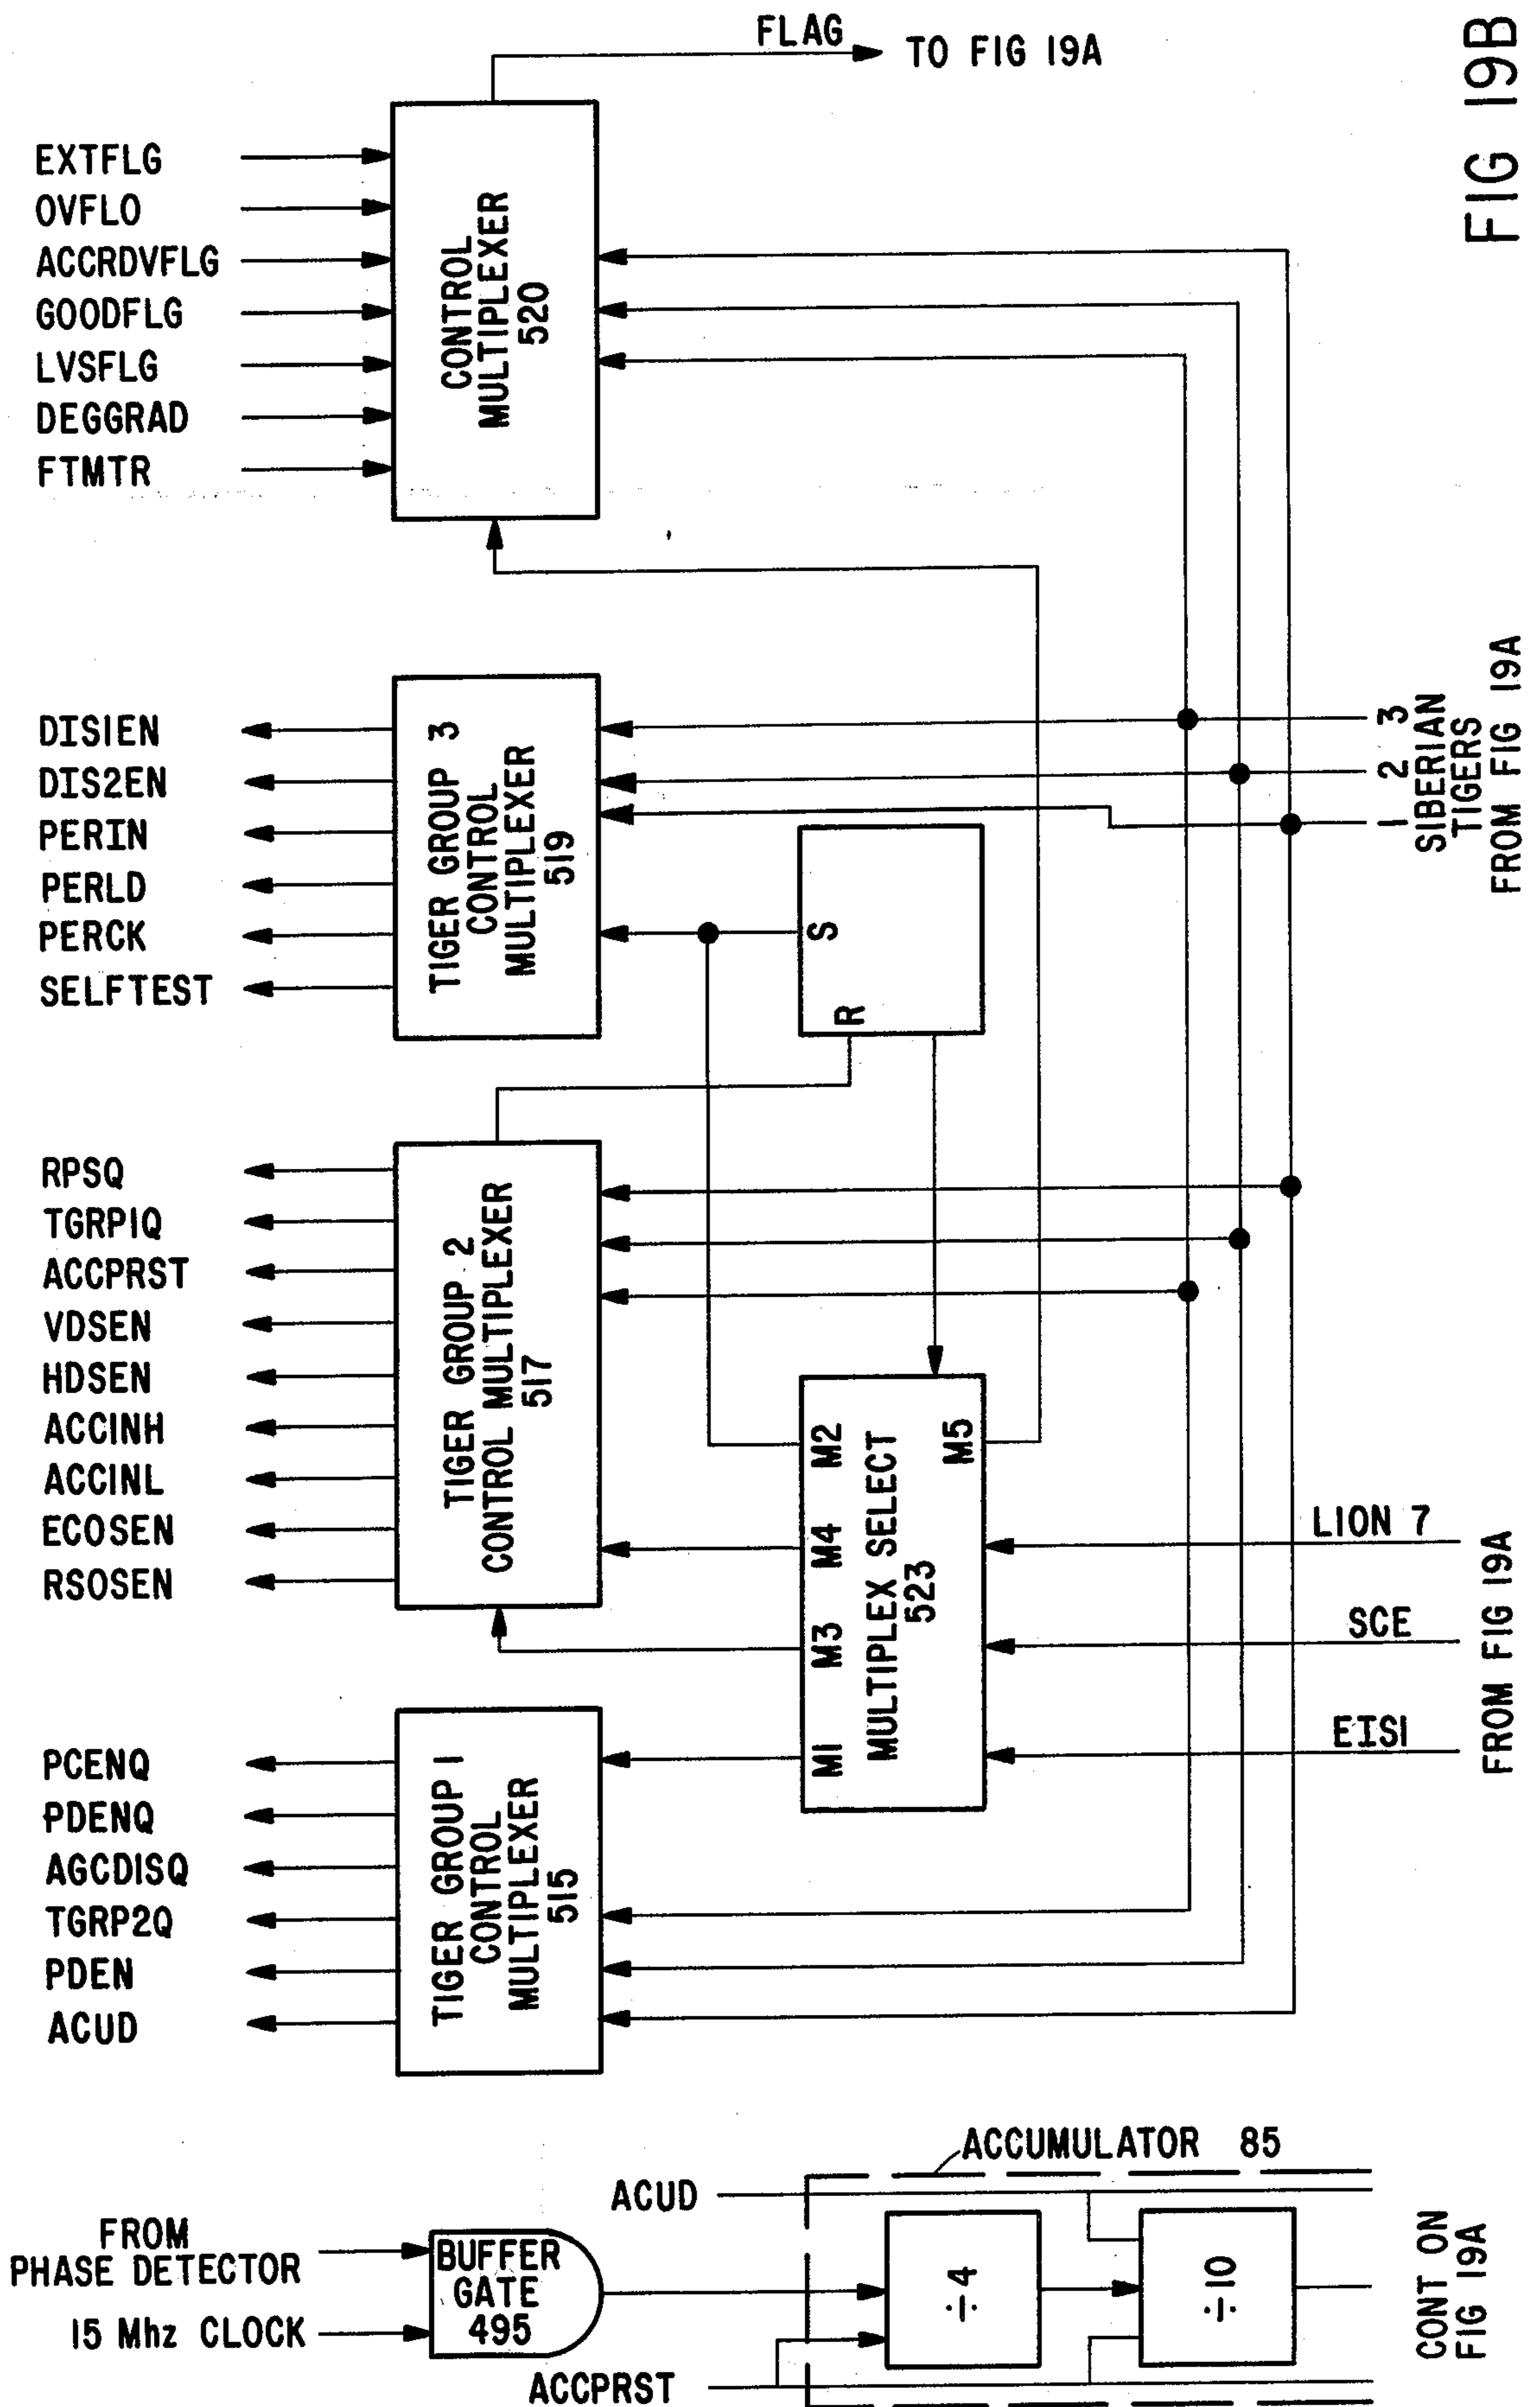 FIG 19B
FLAG
TO FIG 19A
EXTFLG
OVFLO
ACCRDVFLG
GOODFLG
LVSFLG
DEGGRAD
FTMTR
CONTROL
MULTIPLEXER
520
DIS1EN
DIS2EN
PERIN
PERLD
PERCK
SELFTEST
TIGER GROUP 3
CONTROL
MULTIPLEXER
519
S
R
1 2 3
SIBERIAN
TIGERS
FROM FIG 19A
RPSQ
TGRP1Q
ACCPRST
VDSEN
HDSEN
ACCINH
ACCINL
ECOSEN
RSOSEN
TIGER GROUP 2
CONTROL MULTIPLEXER
517
M1 M3 M4 M2
MULTIPLEX SELECT
523
M5
LION 7
SCE
EISI
FROM FIG 19A
PCENQ
PDENQ
AGCDISQ
TGRP2Q
PDEN
ACUD
TIGER GROUP 1
CONTROL
MULTIPLEXER
515
ACCUMULATOR 85
ACUD
FROM
PHASE DETECTOR
15 Mhz CLOCK
BUFFER
GATE
495
÷4
÷10
ACCPRST
CONT ON
FIG 19A